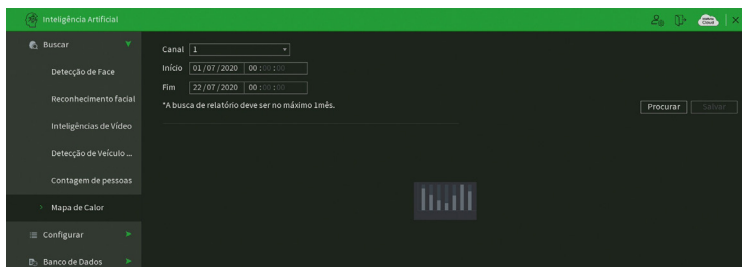 Inteligência Artificial
Buscar
Detecção de Face
Reconhecimento facial
Inteligências de Vídeo
Detecção de Veículo ...
Contagem de pessoas
> Mapa de Calor
Configurar
Banco de Dados
Canal 1
Início 01/07/2020 00:00:00
Fim 22/07/2020 00:00:00
*A busca de relatório deve ser no máximo 1mês.
Procurar Salvar